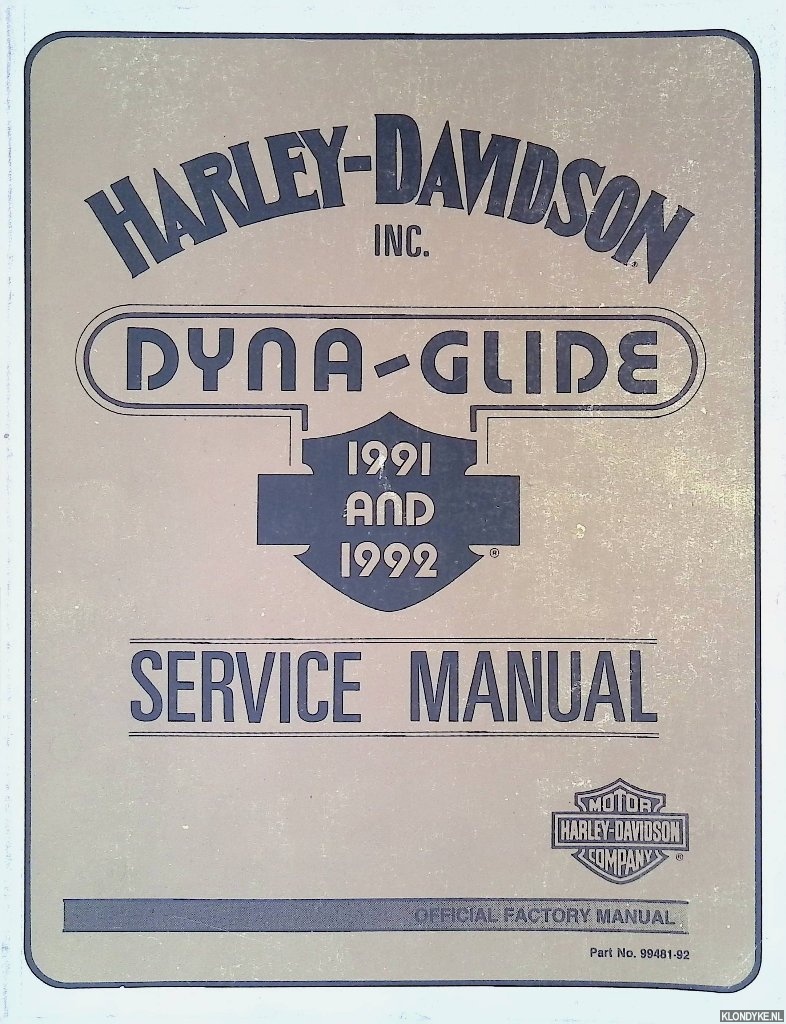 HARLEY-DAVIDSON
INC.
DYNA-GLIDE
1991
AND
1992
®
SERVICE MANUAL
MOTOR
HARLEY-DAVIDSON
COMPANY
®
OFFICIAL FACTORY MANUAL
Part No. 99481-92
KLONDYKE.NL